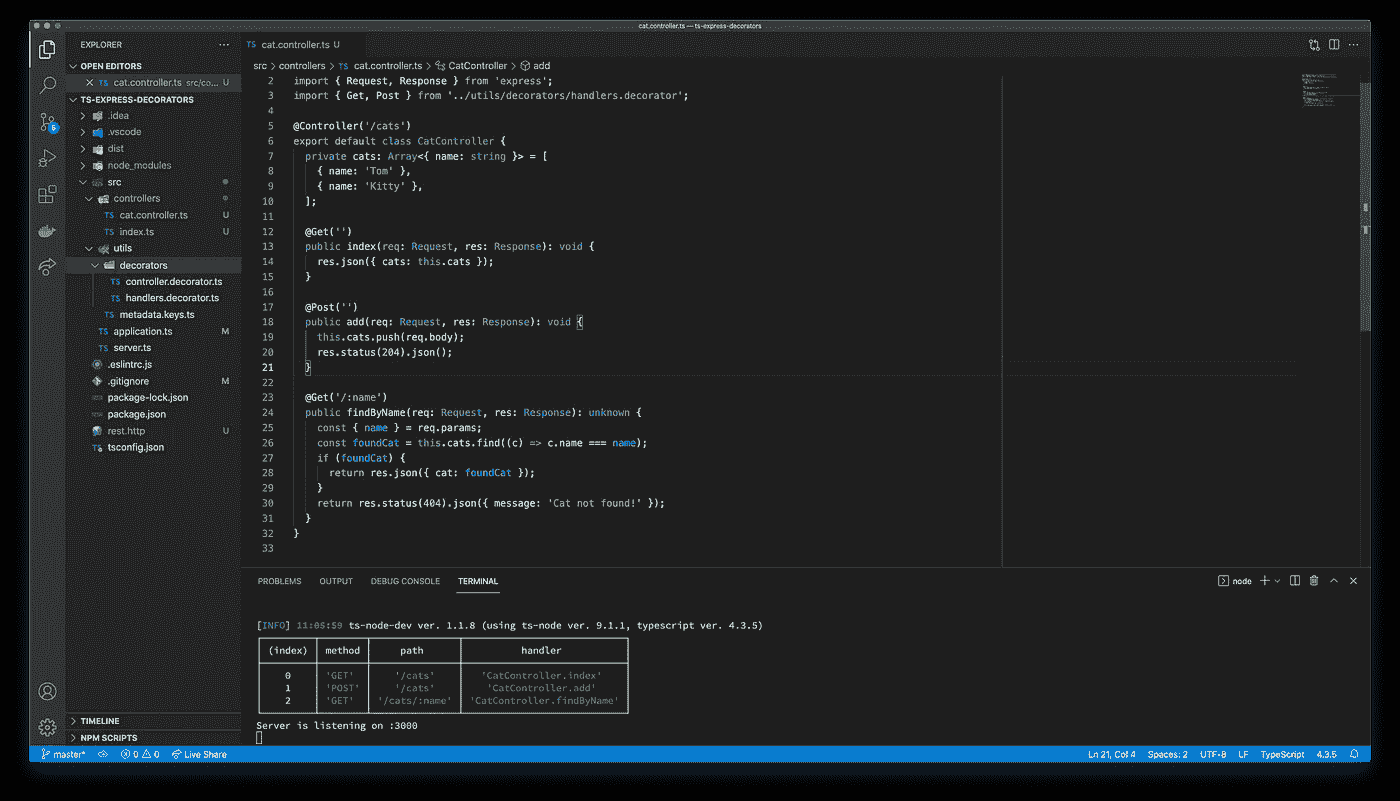 cat.controller.ts — ts-express-decorators
EXPLORER
OPEN EDITORS
TS cat.controller.ts src/co... U
TS-EXPRESS-DECORATORS
.idea
.vscode
dist
node_modules
src
controllers
TS cat.controller.ts U
TS index.ts U
utils
decorators
TS controller.decorator.ts
TS handlers.decorator.ts
TS metadata.keys.ts
TS application.ts M
TS server.ts
.eslintrc.js
.gitignore M
package-lock.json
package.json
rest.http U
tsconfig.json
TIMELINE
NPM SCRIPTS
TS cat.controller.ts U
src > controllers > TS cat.controller.ts > CatController > add
2 import { Request, Response } from 'express';
3 import { Get, Post } from '../utils/decorators/handlers.decorator';
4
5 @Controller('/cats')
6 export default class CatController {
7 private cats: Array<{ name: string }> = [
8 { name: 'Tom' },
9 { name: 'Kitty' },
10 ];
11
12 @Get('')
13 public index(req: Request, res: Response): void {
14 res.json({ cats: this.cats });
15 }
16
17 @Post('')
18 public add(req: Request, res: Response): void {
19 this.cats.push(req.body);
20 res.status(204).json();
21 }
22
23 @Get('/:name')
24 public findByName(req: Request, res: Response): unknown {
25 const { name } = req.params;
26 const foundCat = this.cats.find((c) => c.name === name);
27 if (foundCat) {
28 return res.json({ cat: foundCat });
29 }
30 return res.status(404).json({ message: 'Cat not found!' });
31 }
32 }
33
PROBLEMS OUTPUT DEBUG CONSOLE TERMINAL node
[INFO] 11:05:59 ts-node-dev ver. 1.1.8 (using ts-node ver. 9.1.1, typescript ver. 4.3.5)
(index) method path handler
0 'GET' '/cats' 'CatController.index'
1 'POST' '/cats' 'CatController.add'
2 'GET' '/cats/:name' 'CatController.findByName'
Server is listening on :3000
master* 0 0 Live Share Ln 21, Col 4 Spaces: 2 UTF-8 LF TypeScript 4.3.5